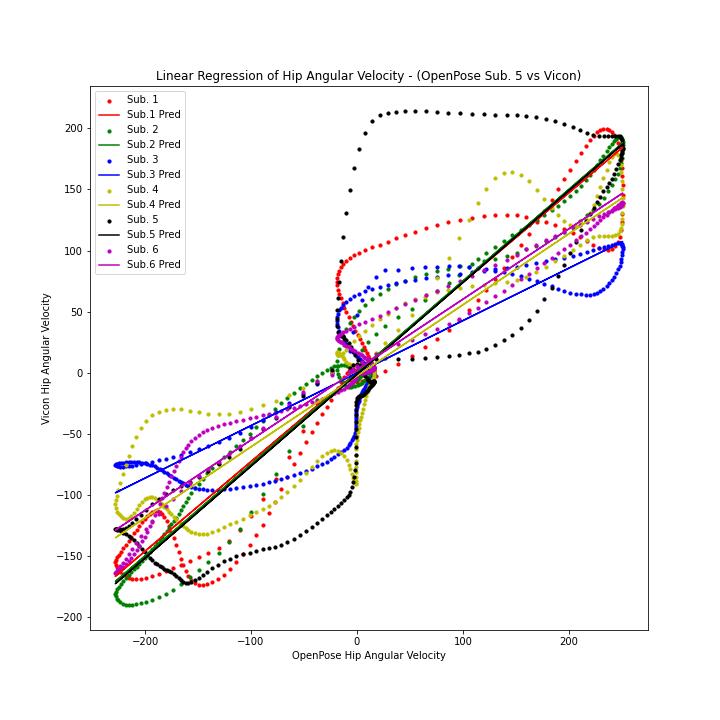 Linear Regression of Hip Angular Velocity - (OpenPose Sub. 5 vs Vicon)
Sub. 1
Sub.1 Pred
Sub. 2
Sub.2 Pred
Sub. 3
Sub.3 Pred
Sub. 4
Sub.4 Pred
Sub. 5
Sub.5 Pred
Sub. 6
Sub.6 Pred
Vicon Hip Angular Velocity
200
150
100
50
0
−50
−100
−150
−200
−200
−100
0
100
200
OpenPose Hip Angular Velocity